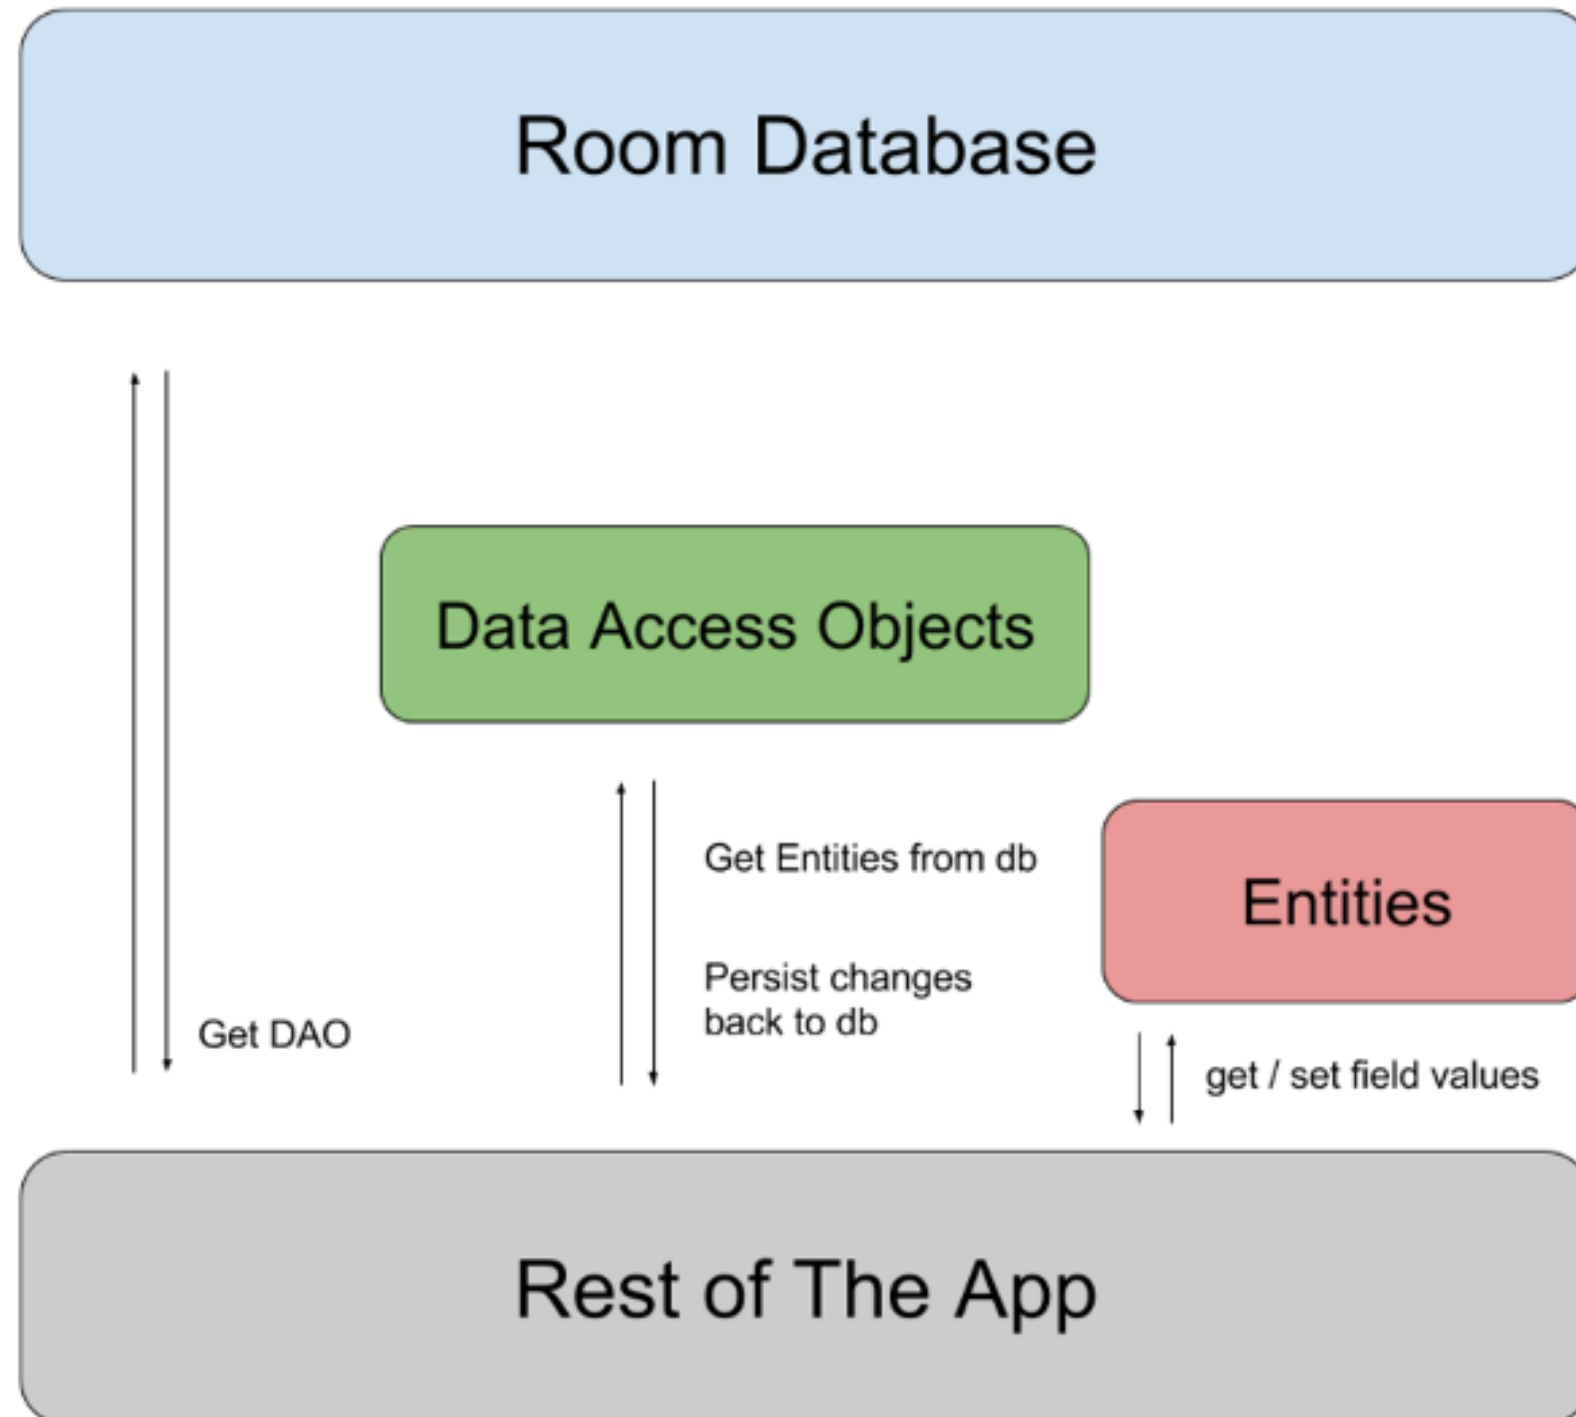 Room Database
Data Access Objects
Get Entities from db
Entities
Persist changes
back to db
Get DAO
get / set field values
Rest of The App